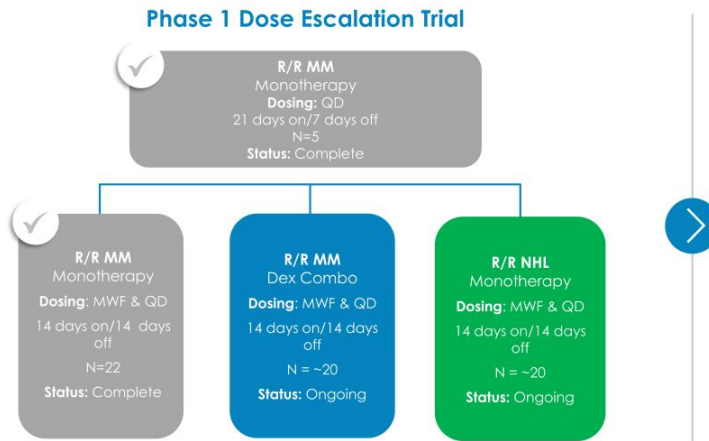 Phase 1 Dose Escalation Trial
R/R MM
Monotherapy
Dosing: QD
21 days on/7 days off
N=5
Status: Complete
R/R MM
Monotherapy
Dosing: MWF & QD
14 days on/14 days
off
N=22
Status: Complete
R/R MM
Dex Combo
Dosing: MWF & QD
14 days on/14 days
off
N = ~20
Status: Ongoing
R/R NHL
Monotherapy
Dosing: MWF & QD
14 days on/14 days
off
N = ~20
Status: Ongoing